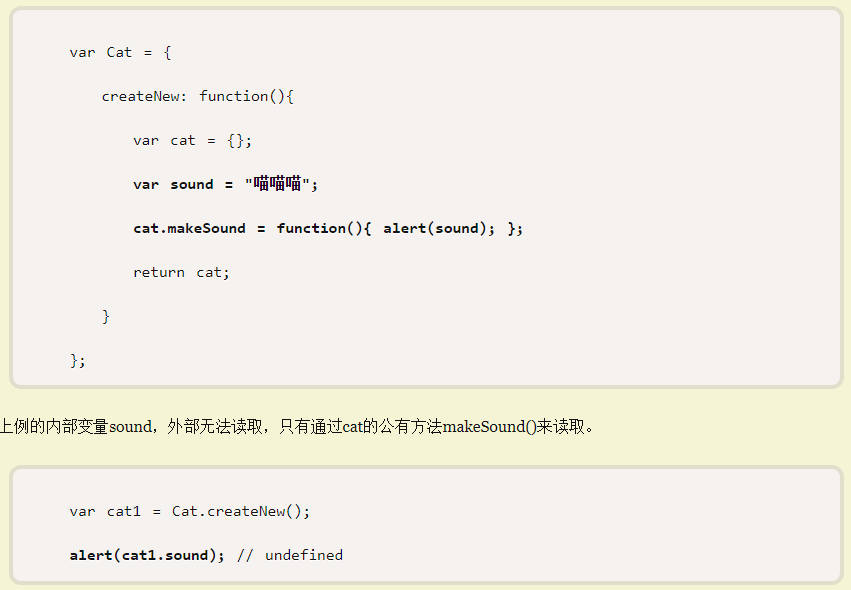 var Cat = {
createNew: function(){
var cat = {};
var sound = "喵喵喵";
cat.makeSound = function(){ alert(sound); };
return cat;
}
};
上例的内部变量sound，外部无法读取，只有通过cat的公有方法makeSound()来读取。
var cat1 = Cat.createNew();
alert(cat1.sound); // undefined